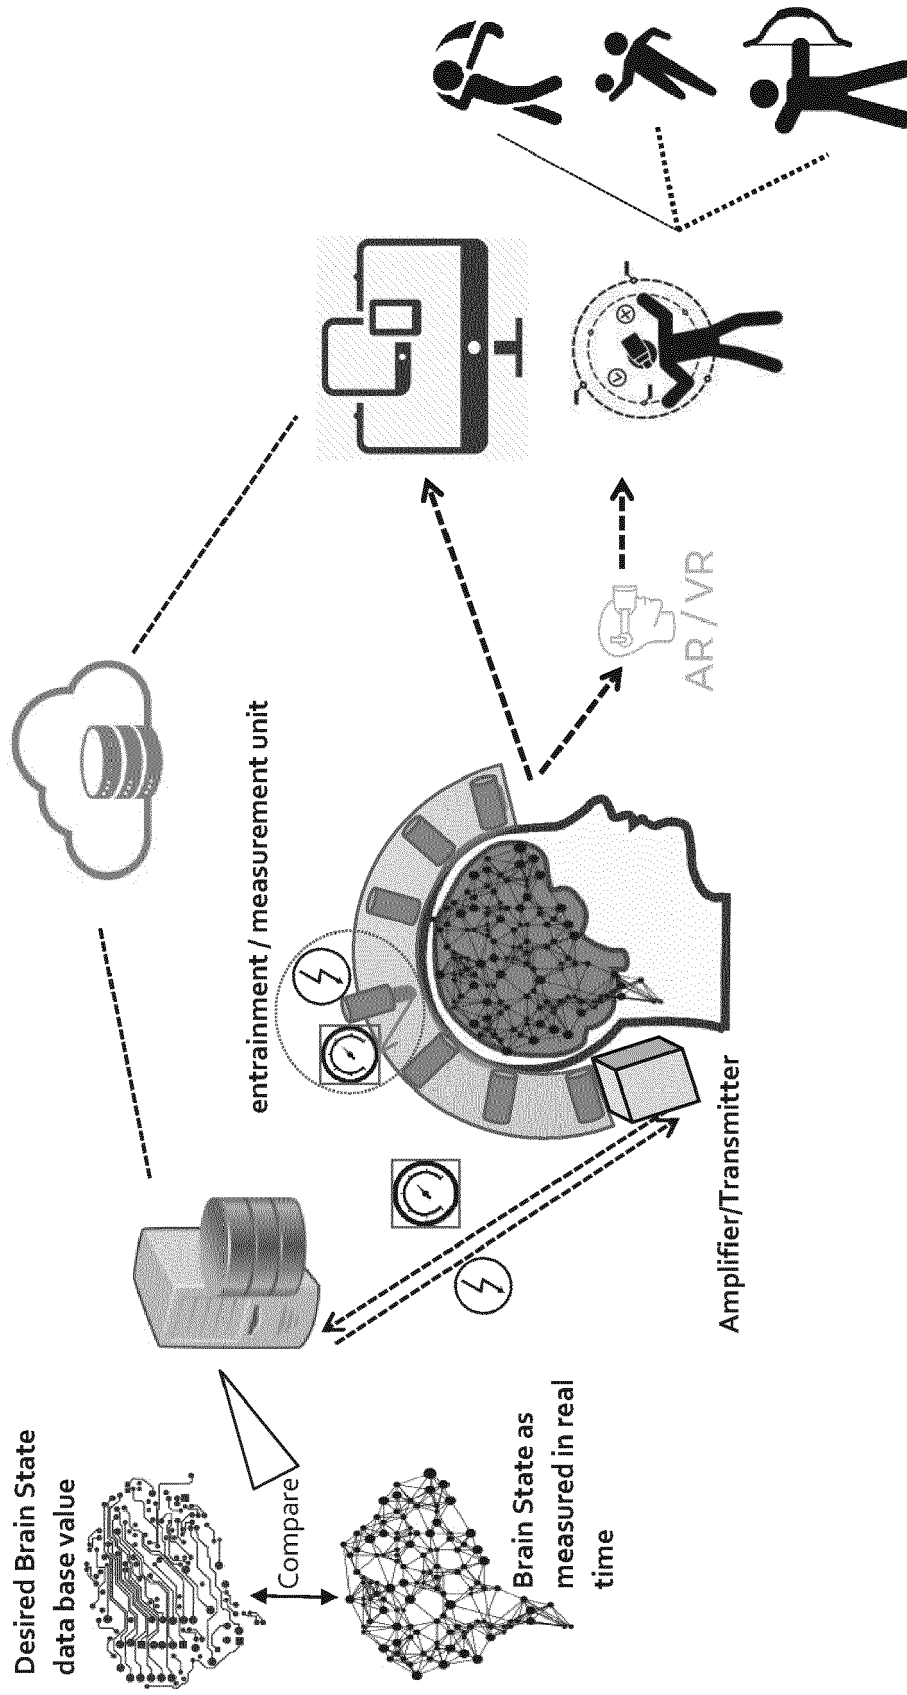 Desired Brain State
data base value
Compare
Brain State as
measured in real
time
entrainment / measurement unit
Amplifier/Transmitter
AR / VR